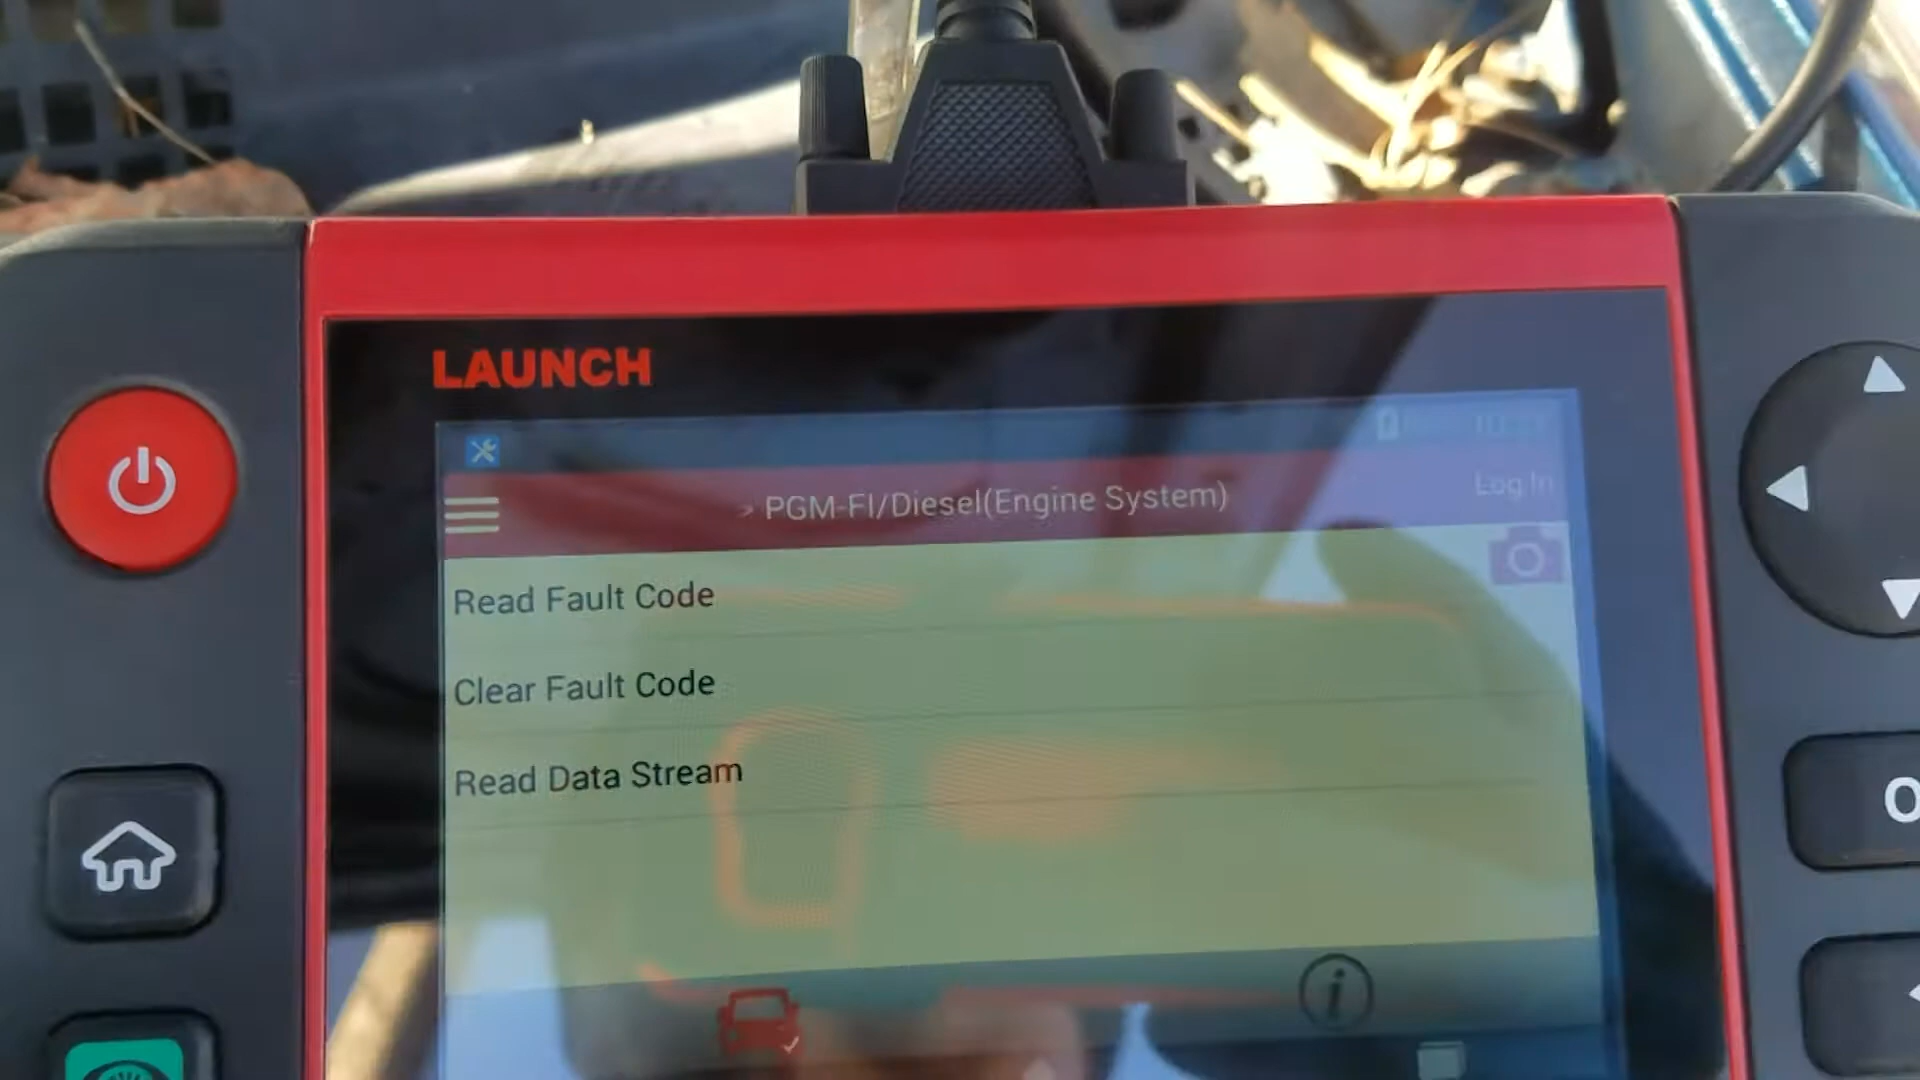 LAUNCH
> PGM-FI/Diesel(Engine System)
Log In
Read Fault Code
Clear Fault Code
Read Data Stream